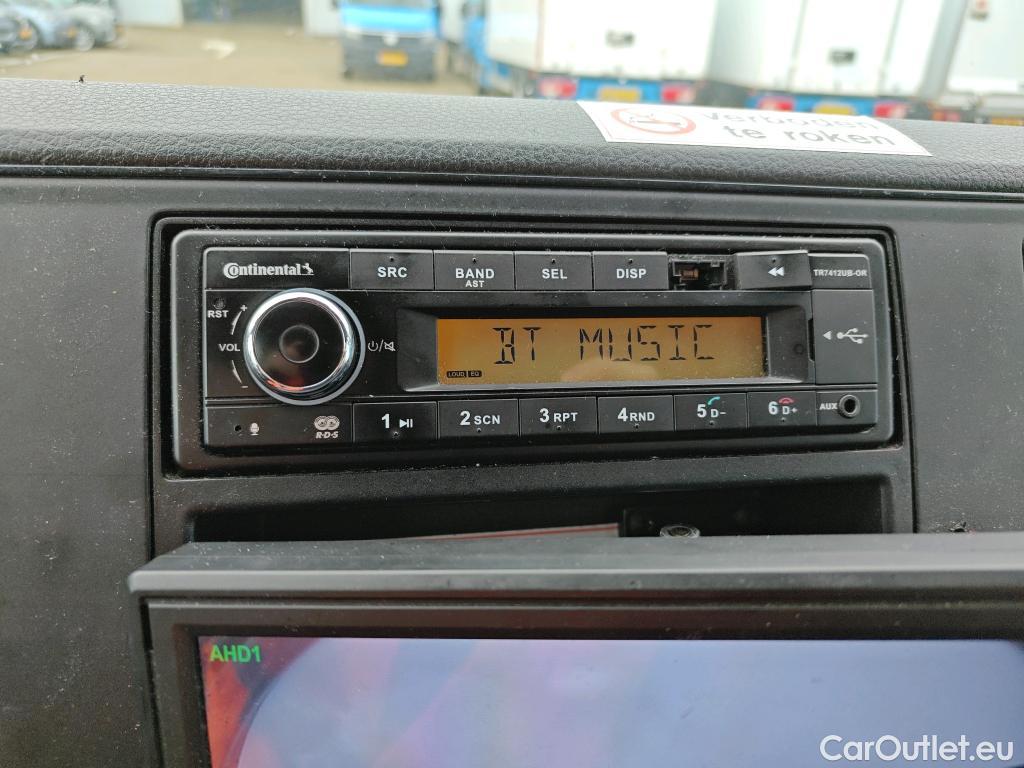 Verboden
te roken
Continental
SRC
BAND
AST
SEL
DISP
TR7412UB-OR
RST
+
VOL
-
BT MUSIC
LOUD EQ
R·D·S
1
2 SCN
3 RPT
4 RND
5 D-
6 D+
AUX
AHD1
CarOutlet.eu